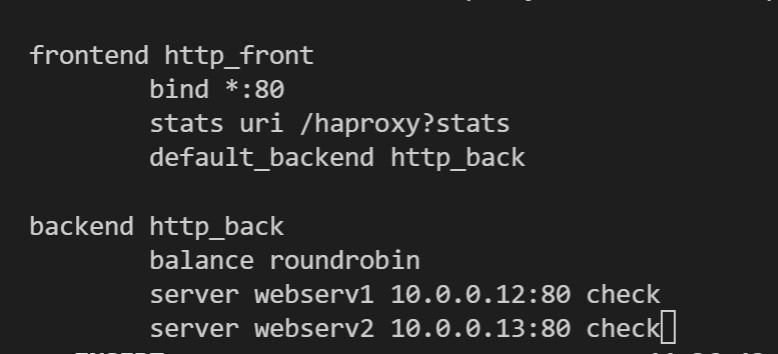 frontend http_front
bind *:80
stats uri /haproxy?stats
default_backend http_back
backend http_back
balance roundrobin
server webserv1 10.0.0.12:80 check
server webserv2 10.0.0.13:80 check